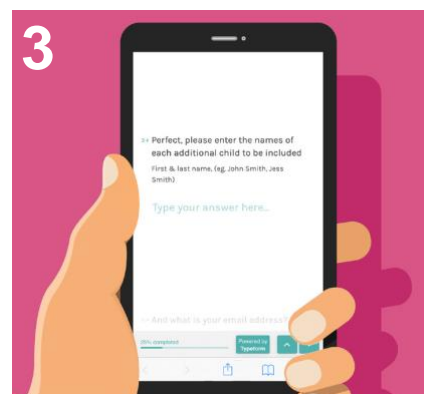 3
Perfect, please enter the names of
each additional child to be included
First & last name, (eg. John Smith, Jess
Smith)
Type your answer here...
And what is your email address?
completed
Powered by
Typeform